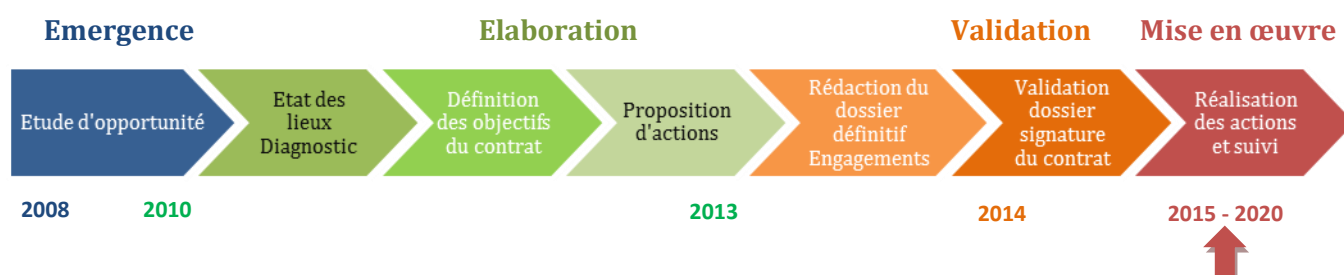 Emergence
Elaboration
Validation
Mise en œuvre
Etude d'opportunité
Etat des
lieux
Diagnostic
Définition
des objectifs
du contrat
Proposition
d'actions
Rédaction du
dossier
définitif
Engagements
Validation
dossier
signature
du contrat
Réalisation
des actions
et suivi
2008
2010
2013
2014
2015 - 2020